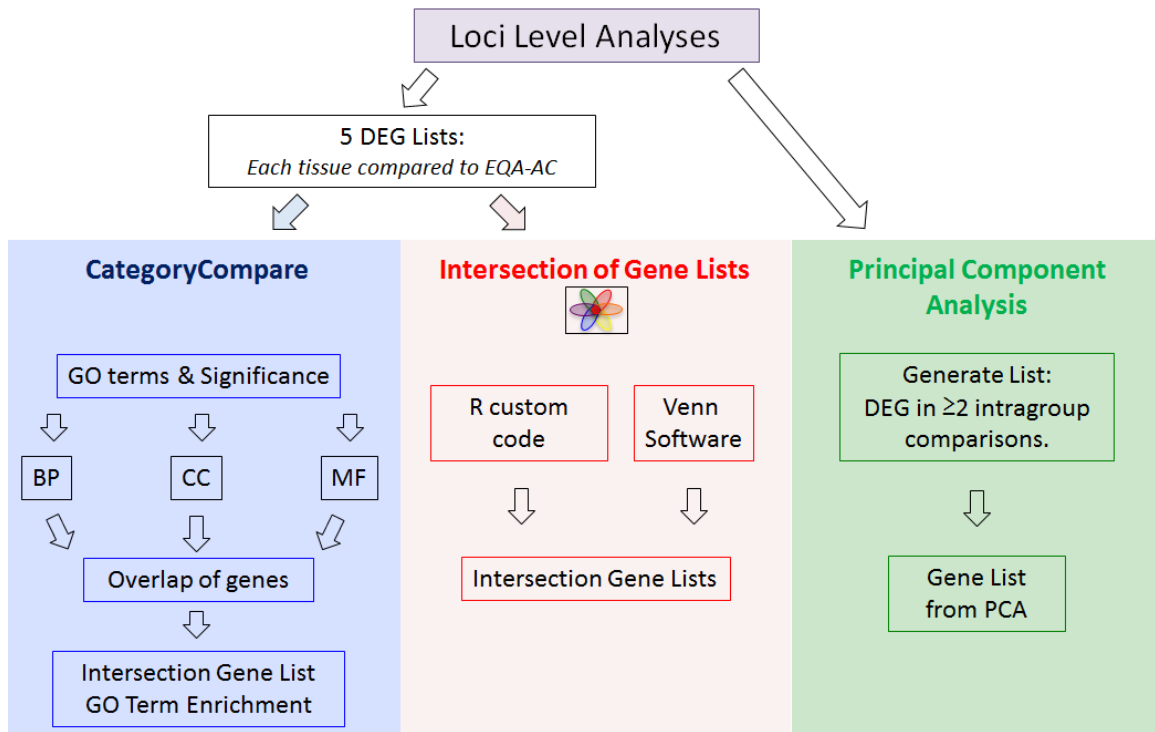 Loci Level Analyses
5 DEG Lists:
Each tissue compared to EQA-AC
CategoryCompare
GO terms & Significance
BP
CC
MF
Overlap of genes
Intersection Gene List
GO Term Enrichment
Intersection of Gene Lists
R custom
code
Venn
Software
Intersection Gene Lists
Principal Component
Analysis
Generate List:
DEG in ≥2 intragroup
comparisons.
Gene List
from PCA